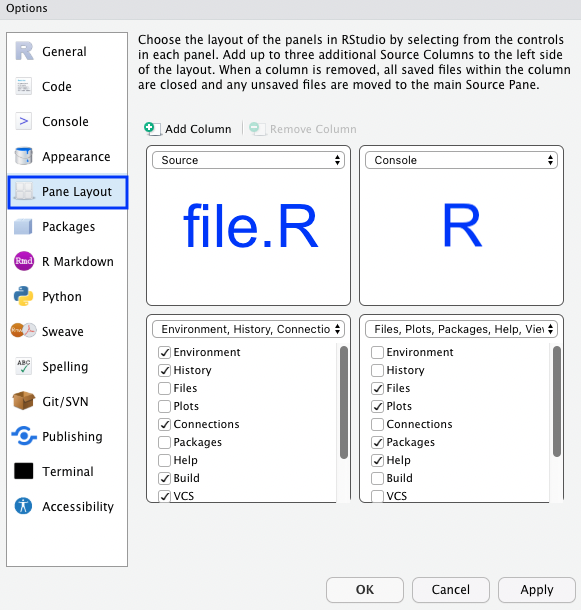 Options
General
Code
Console
Appearance
Pane Layout
Packages
Rmd R Markdown
Python
Sweave
ABC Spelling
Git/SVN
Publishing
Terminal
Accessibility
Choose the layout of the panels in RStudio by selecting from the controls
in each panel. Add up to three additional Source Columns to the left side
of the layout. When a column is removed, all saved files within the column
are closed and any unsaved files are moved to the main Source Pane.
Add Column Remove Column
Source
file.R
Console
R
Environment, History, Connectio
Environment
History
Files
Plots
Connections
Packages
Help
Build
VCS
Files, Plots, Packages, Help, View
Environment
History
Files
Plots
Connections
Packages
Help
Build
VCS
OK Cancel Apply